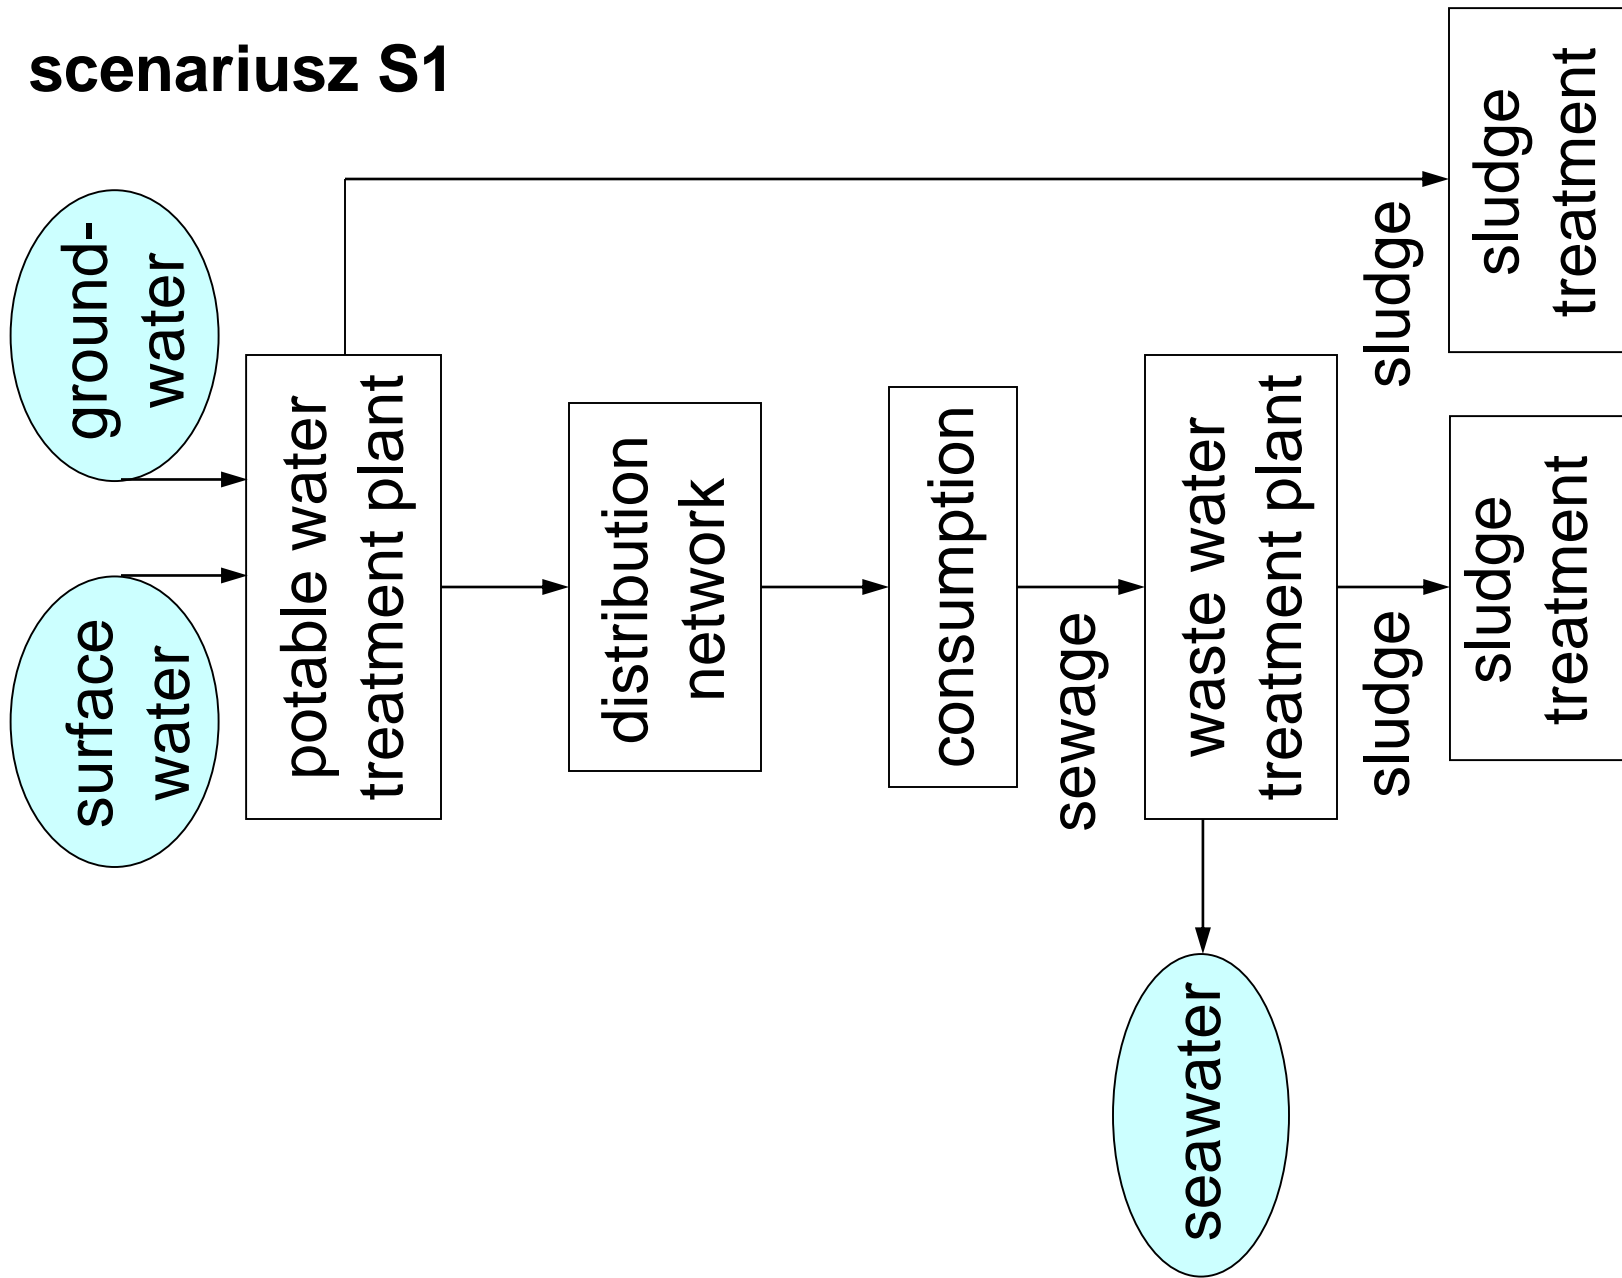 scenariusz S1
ground-
water
surface
water
potable water
treatment plant
distribution
network
consumption
sewage
waste water
treatment plant
seawater
sludge
sludge
treatment
sludge
sludge
treatment